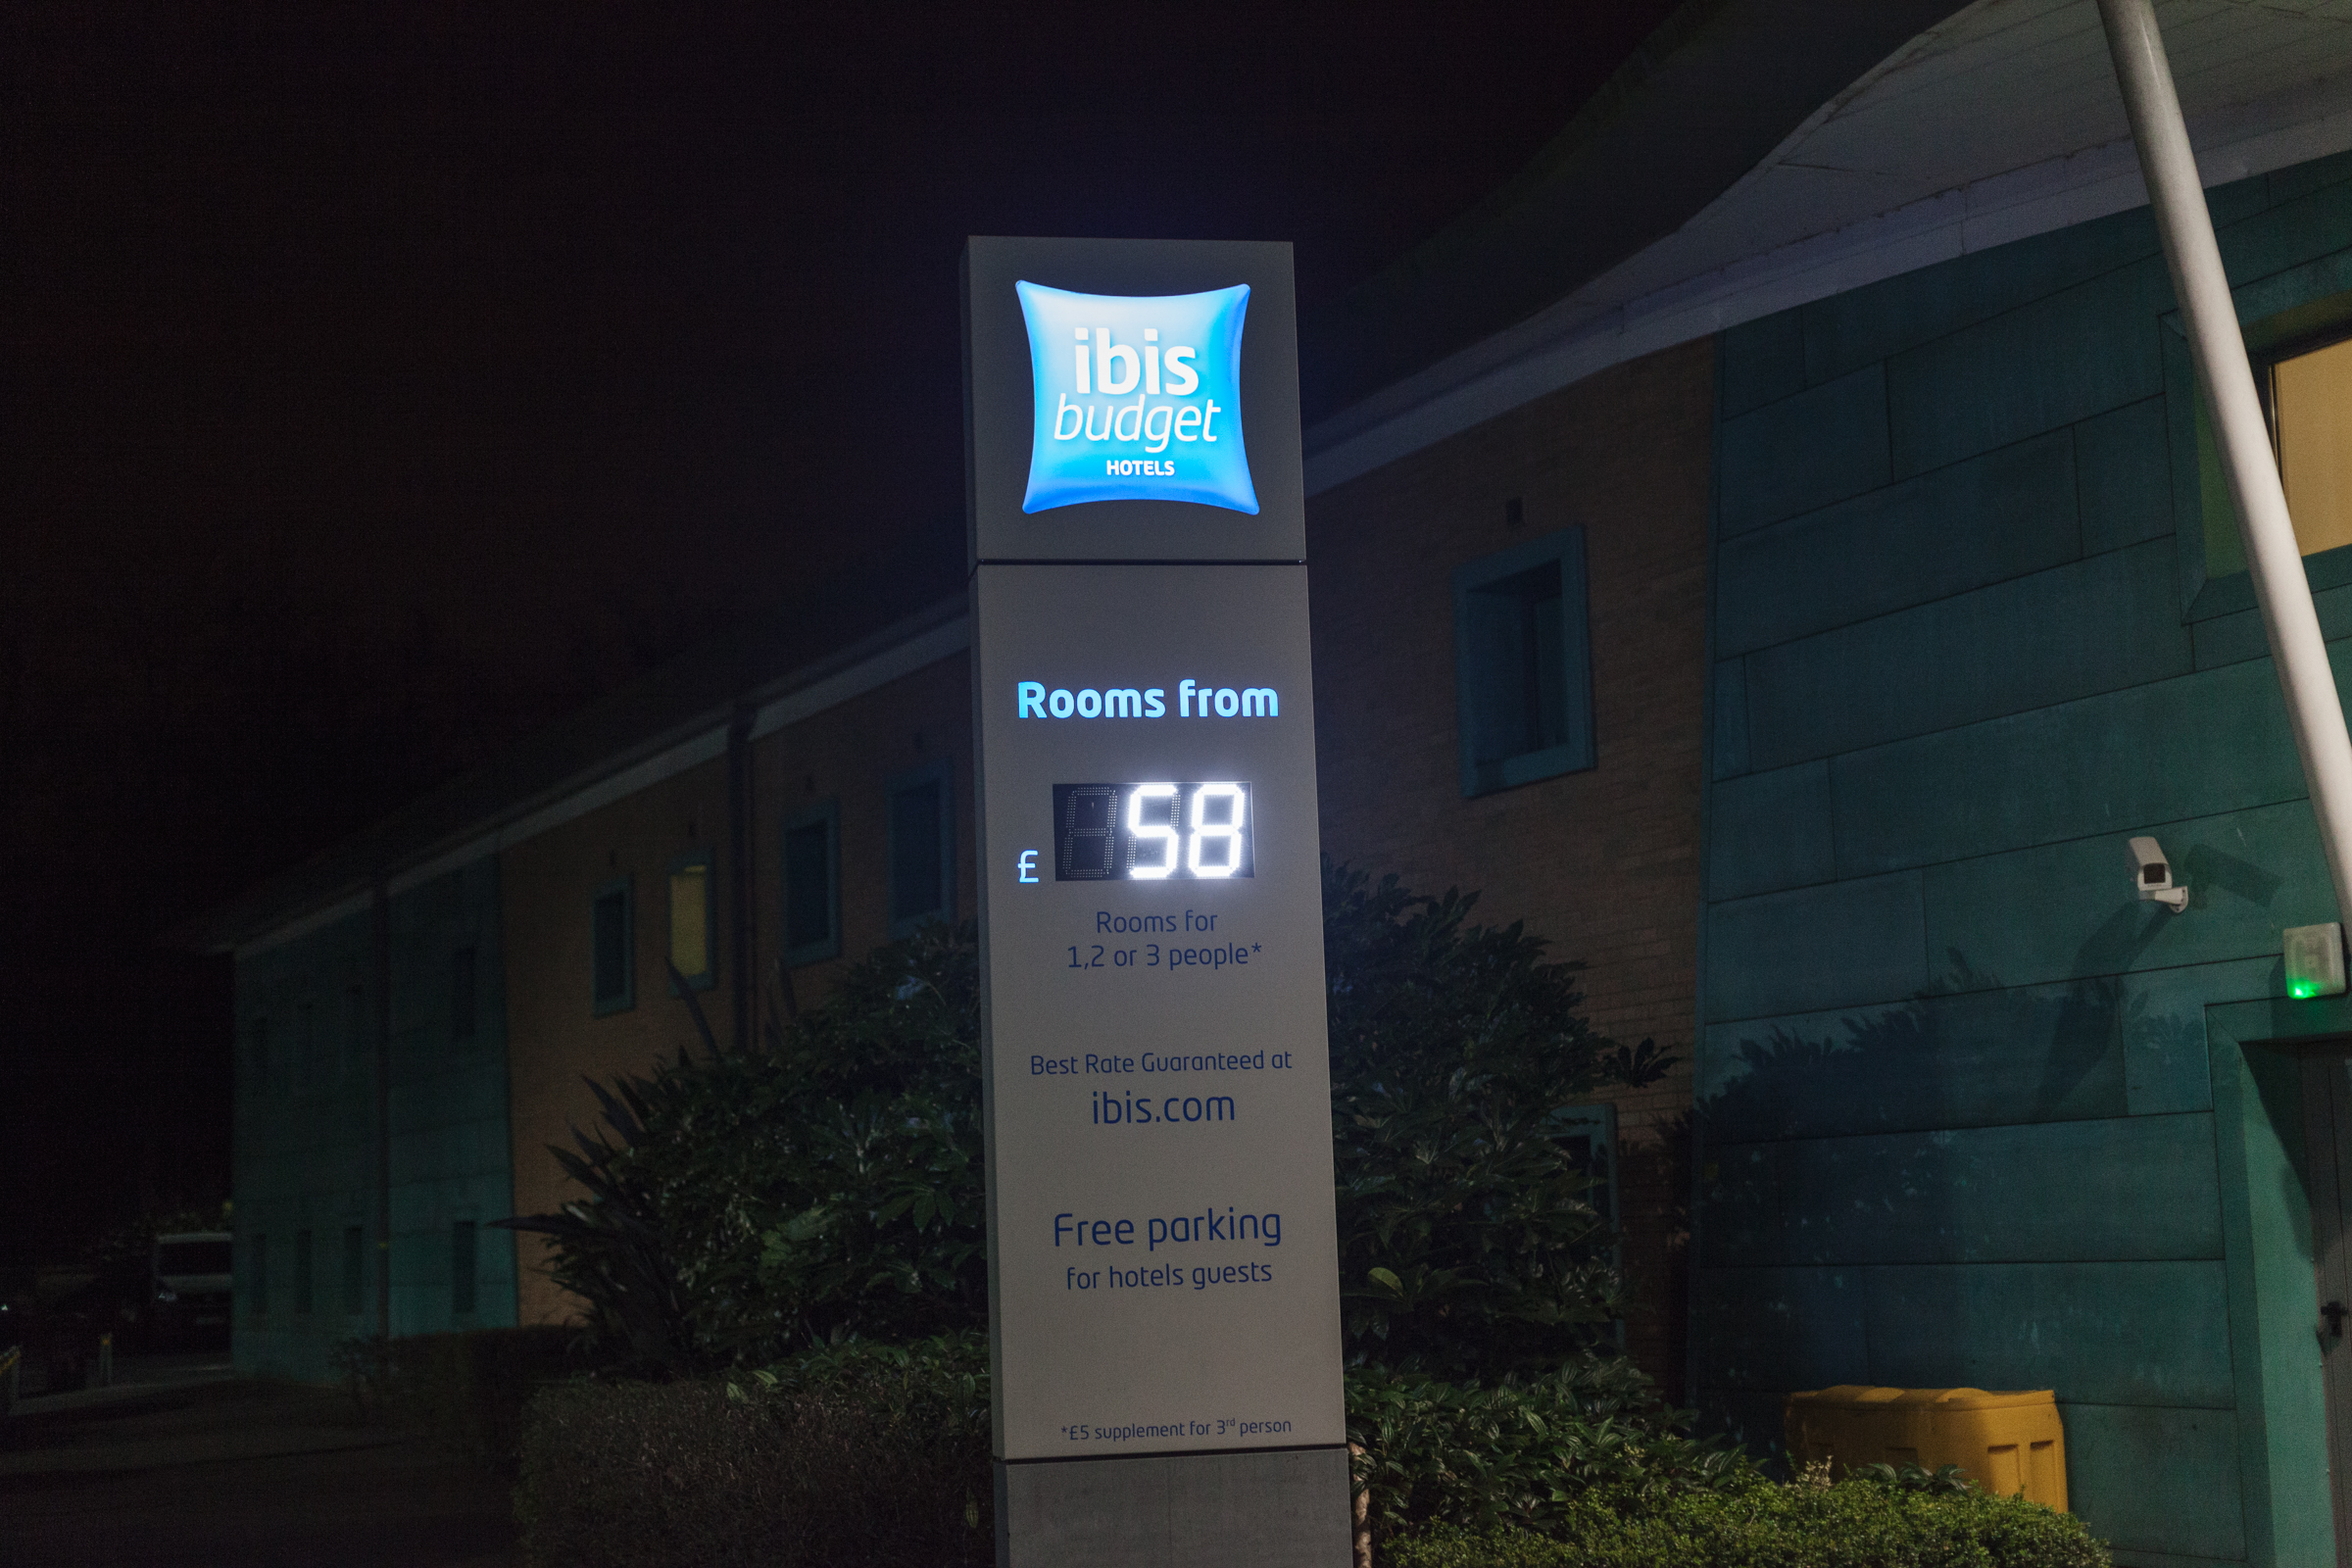 ibis
budget
HOTELS
Rooms from
£ 58
Rooms for
1,2 or 3 people*
Best Rate Guaranteed at
ibis.com
Free parking
for hotels guests
*£5 supplement for 3rd person